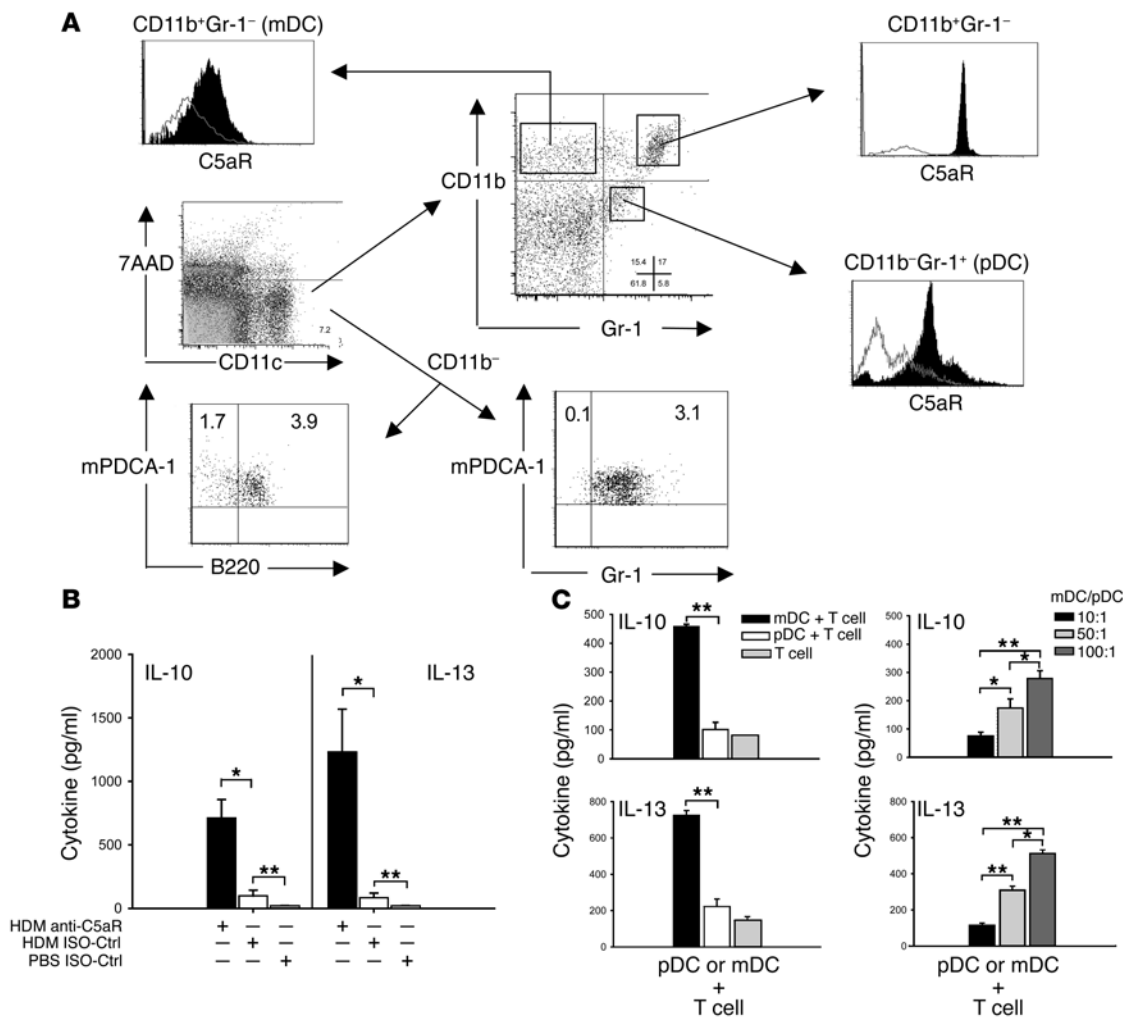 A
CD11b⁺Gr-1⁻ (mDC)
C5aR
CD11b⁺Gr-1⁻
C5aR
CD11b
15.4 17
61.8 5.8
Gr-1
7AAD
7.2
CD11c
CD11b⁻Gr-1⁺ (pDC)
C5aR
CD11b⁻
1.7 3.9
mPDCA-1
B220
0.1 3.1
mPDCA-1
Gr-1
B
Cytokine (pg/ml)
2000
1500
1000
500
0
IL-10
IL-13
*
**
*
**
HDM anti-C5aR + – – + – –
HDM ISO-Ctrl – + – – + –
PBS ISO-Ctrl – – + – – +
C
Cytokine (pg/ml)
500
400
300
200
100
0
IL-10
**
mDC + T cell
pDC + T cell
T cell
800
600
400
200
0
IL-13
**
pDC or mDC
+
T cell
Cytokine (pg/ml)
500
400
300
200
100
0
IL-10
**
*
*
mDC/pDC
10:1
50:1
100:1
800
600
400
200
0
IL-13
**
*
**
pDC or mDC
+
T cell